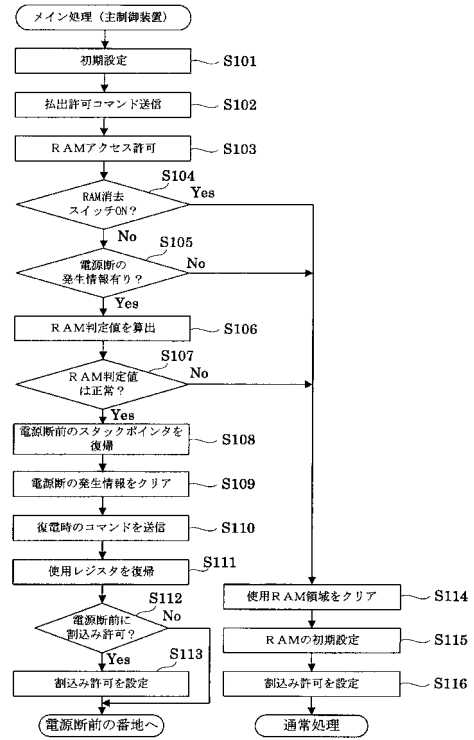 メイン処理（主制御装置）
初期設定
S101
払出許可コマンド送信
S102
ＲＡＭアクセス許可
S103
S104
RAM消去
スイッチON？
Yes
No
S105
電源断の
発生情報有り？
No
Yes
ＲＡＭ判定値を算出
S106
S107
ＲＡＭ判定値
は正常？
No
Yes
電源断前のスタックポインタを
復帰
S108
電源断の発生情報をクリア
S109
復電時のコマンドを送信
S110
使用レジスタを復帰
S111
S112
電源断前に
割込み許可？
No
Yes
S113
割込み許可を設定
電源断前の番地へ
使用ＲＡＭ領域をクリア
S114
ＲＡＭの初期設定
S115
割込み許可を設定
S116
通常処理